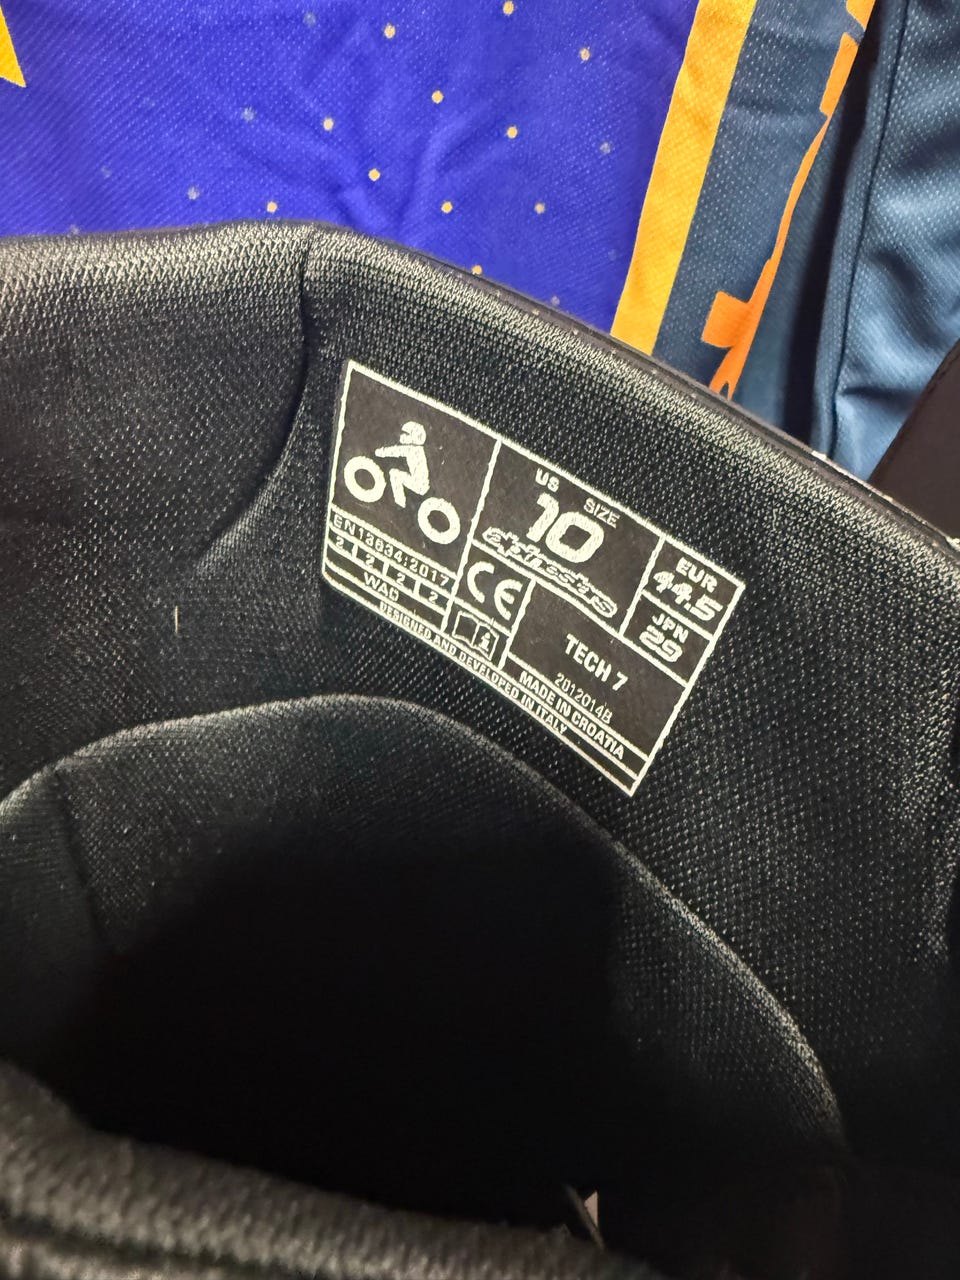 US SIZE
10
alpinestars
EUR
44.5
JPN
29
EN13634:2017
2 2 2 2
WAD
CE
i
TECH 7
2012014B
MADE IN CROATIA
DESIGNED AND DEVELOPED IN ITALY